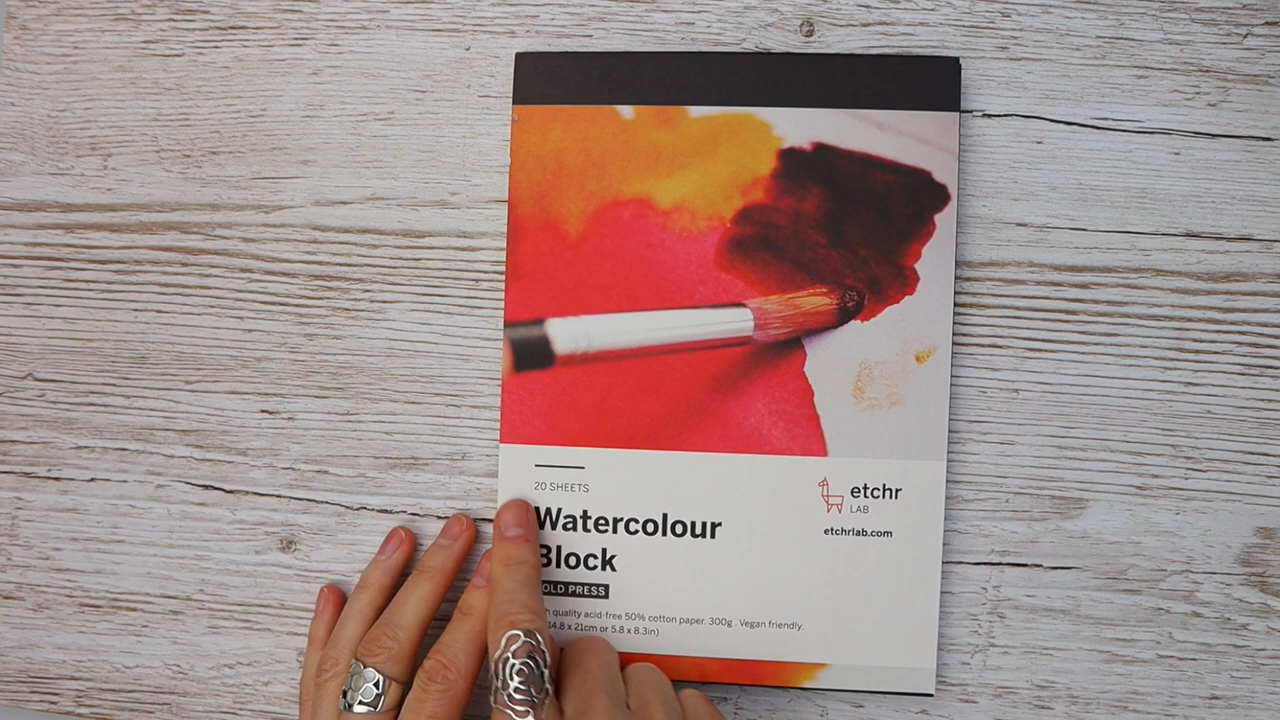 20 SHEETS
Watercolour
Block
OLD PRESS
h quality acid-free 50% cotton paper. 300g . Vegan friendly.
14.8 x 21cm or 5.8 x 8.3in)
etchr
LAB
etchrlab.com